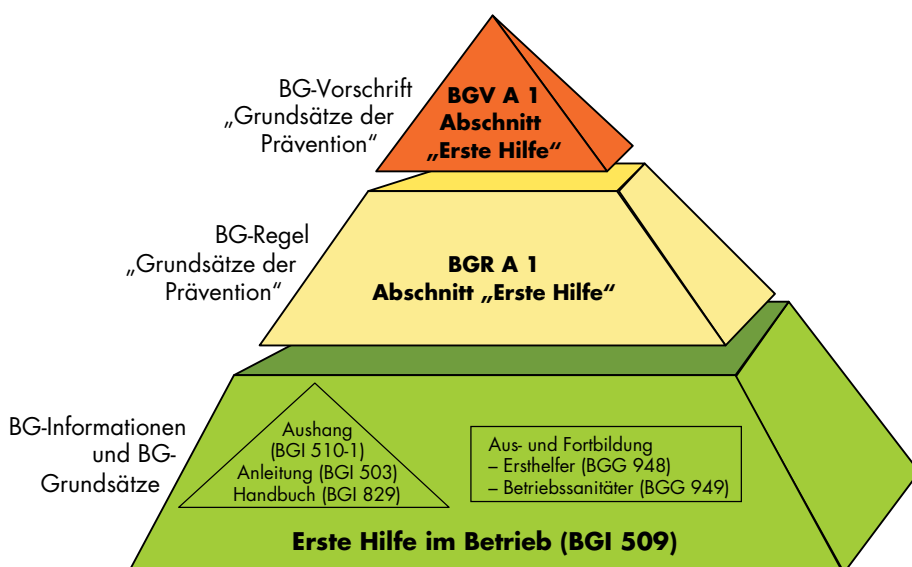 BG-Vorschrift
„Grundsätze der
Prävention“
BGV A 1
Abschnitt
„Erste Hilfe“
BG-Regel
„Grundsätze der
Prävention“
BGR A 1
Abschnitt „Erste Hilfe“
BG-Informationen
und BG-
Grundsätze
Aushang
(BGI 510-1)
Anleitung (BGI 503)
Handbuch (BGI 829)
Aus- und Fortbildung
– Ersthelfer (BGG 948)
– Betriebssanitäter (BGG 949)
Erste Hilfe im Betrieb (BGI 509)